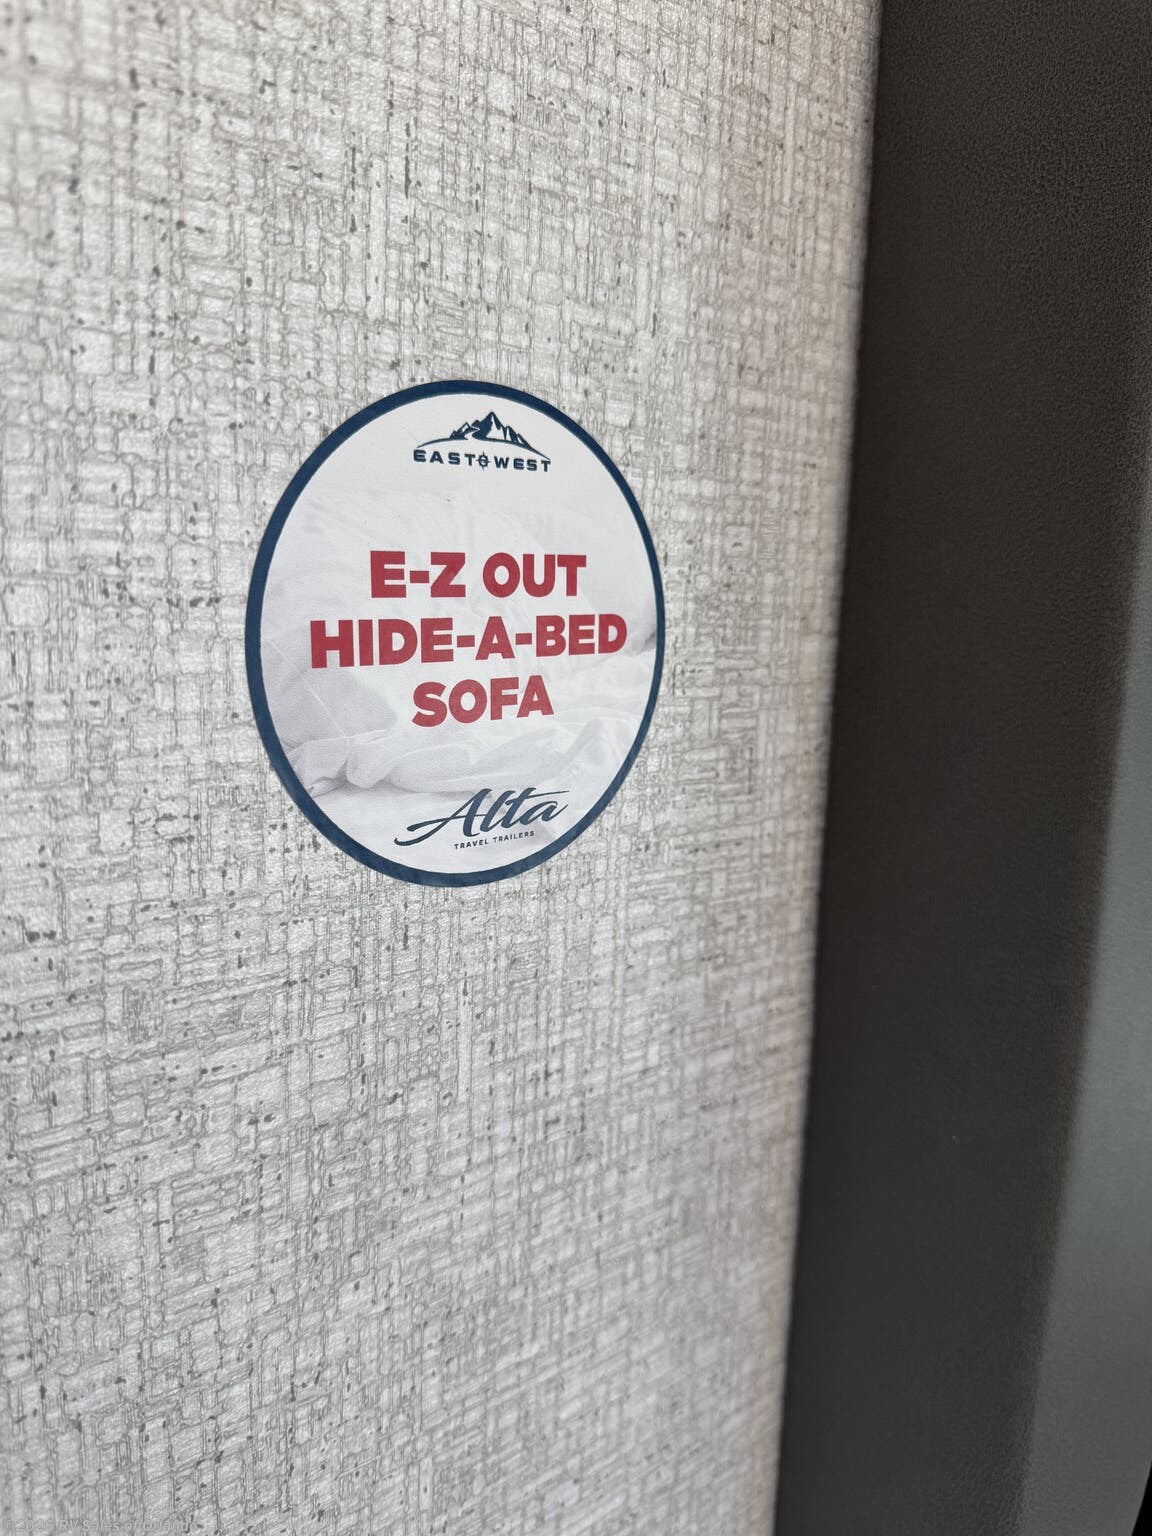 EAST WEST
E-Z OUT
HIDE-A-BED
SOFA
Alta
TRAVEL TRAILERS